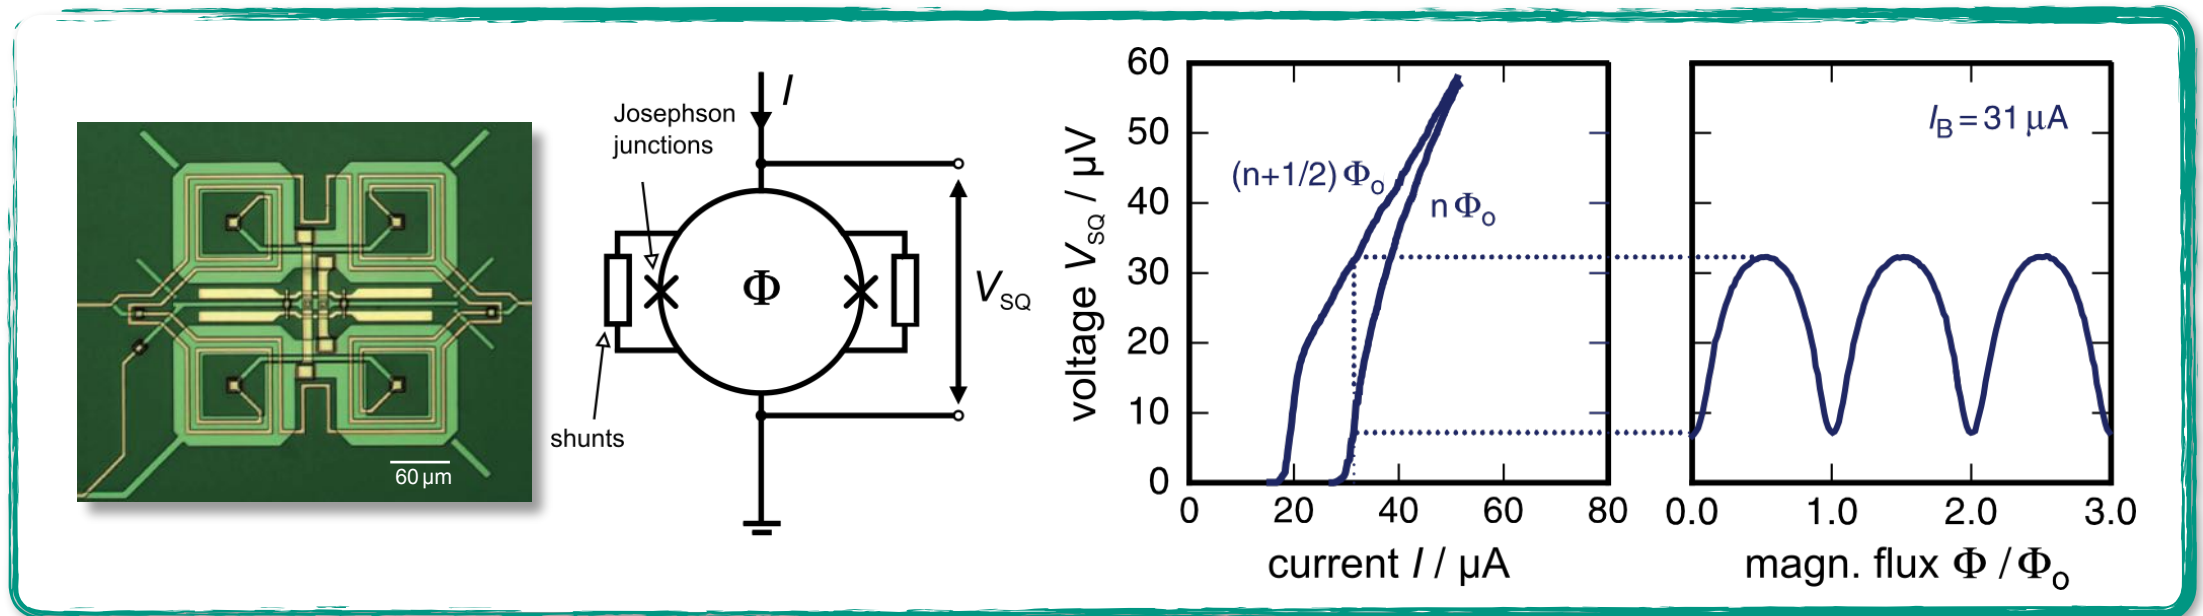 60 µm
Josephson
junctions
shunts
I
Φ
V_SQ
voltage V_SQ / µV
60
50
40
30
20
10
0
(n+1/2) Φ_o
n Φ_o
0
20
40
60
80
current I / µA
I_B = 31 µA
0.0
1.0
2.0
3.0
magn. flux Φ / Φ_o